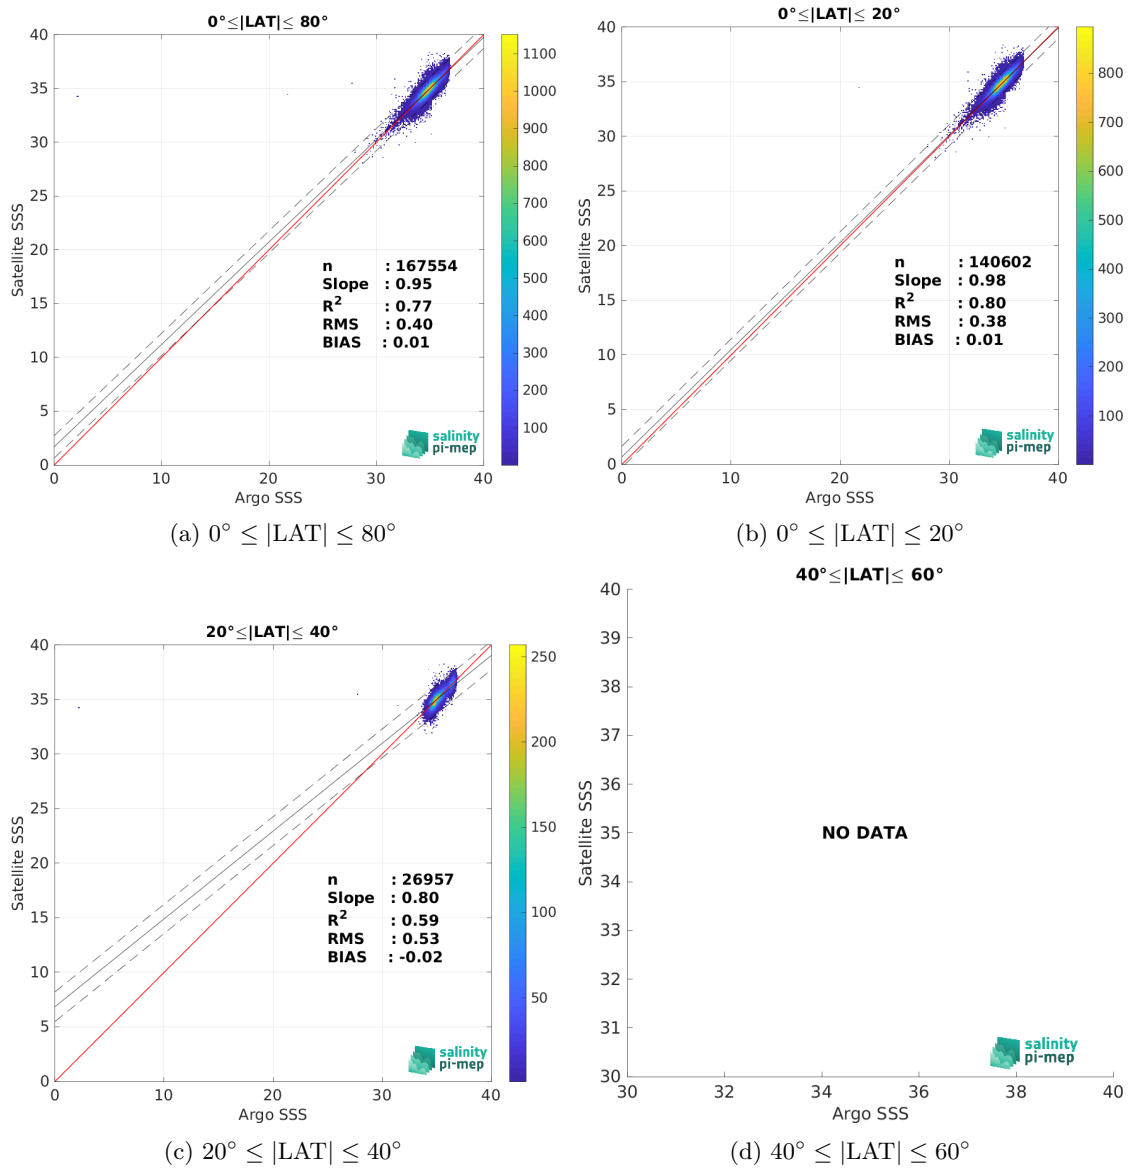 0°≤|LAT|≤ 80°
40
35
30
25
20
15
10
5
0
0
10
20
30
40
Satellite SSS
Argo SSS
n : 167554
Slope : 0.95
R2 : 0.77
RMS : 0.40
BIAS : 0.01
salinity
pi-mep
1100
1000
900
800
700
600
500
400
300
200
100
(a) 0° ≤ |LAT| ≤ 80°
0°≤|LAT|≤ 20°
40
35
30
25
20
15
10
5
0
0
10
20
30
40
Satellite SSS
Argo SSS
n : 140602
Slope : 0.98
R2 : 0.80
RMS : 0.38
BIAS : 0.01
salinity
pi-mep
800
700
600
500
400
300
200
100
(b) 0° ≤ |LAT| ≤ 20°
20°≤|LAT|≤ 40°
40
35
30
25
20
15
10
5
0
0
10
20
30
40
Satellite SSS
Argo SSS
n : 26957
Slope : 0.80
R2 : 0.59
RMS : 0.53
BIAS : -0.02
salinity
pi-mep
250
200
150
100
50
(c) 20° ≤ |LAT| ≤ 40°
40°≤|LAT|≤ 60°
40
39
38
37
36
35
34
33
32
31
30
30
32
34
36
38
40
Satellite SSS
Argo SSS
NO DATA
salinity
pi-mep
(d) 40° ≤ |LAT| ≤ 60°